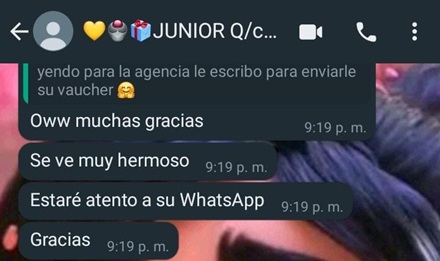 💛🧁🎁JUNIOR Q/c...
yendo para la agencia le escribo para enviarle
su vaucher 🤗
Oww muchas gracias
9:19 p. m.
Se ve muy hermoso 9:19 p. m.
Estaré atento a su WhatsApp 9:19 p. m.
Gracias 9:19 p. m.